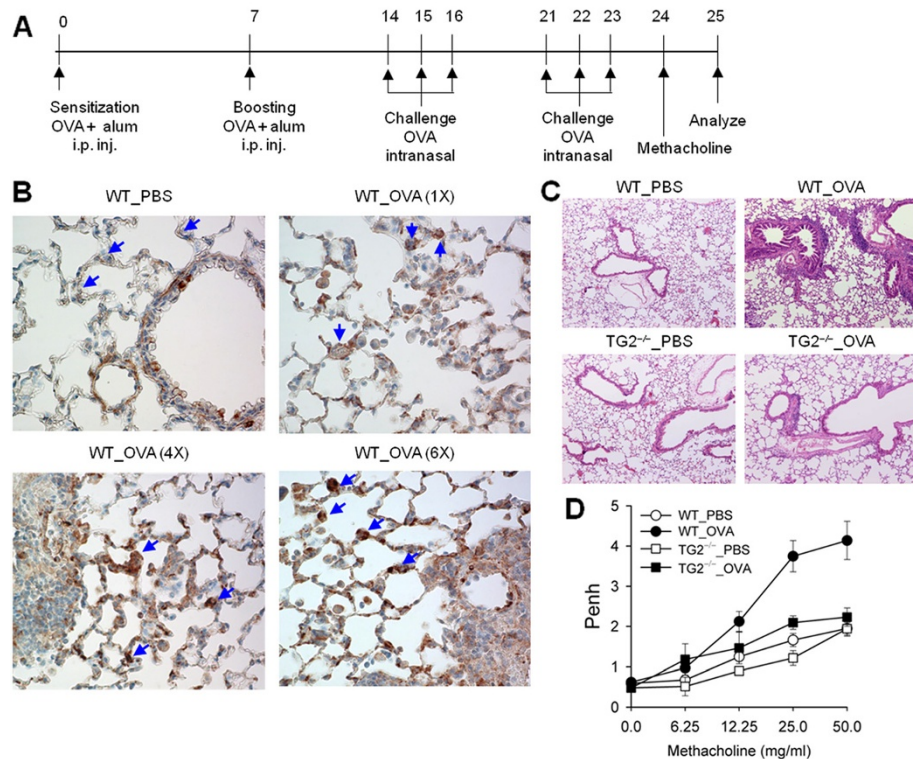 A
0 7 14 15 16 21 22 23 24 25
Sensitization
OVA + alum
i.p. inj.
Boosting
OVA + alum
i.p. inj.
Challenge
OVA
intranasal
Challenge
OVA
intranasal
Methacholine
Analyze
B
WT_PBS
WT_OVA (1X)
WT_OVA (4X)
WT_OVA (6X)
C
WT_PBS
WT_OVA
TG2⁻/⁻_PBS
TG2⁻/⁻_OVA
D
WT_PBS
WT_OVA
TG2⁻/⁻_PBS
TG2⁻/⁻_OVA
Penh
5
4
3
2
1
0
0.0 6.25 12.25 25.0 50.0
Methacholine (mg/ml)